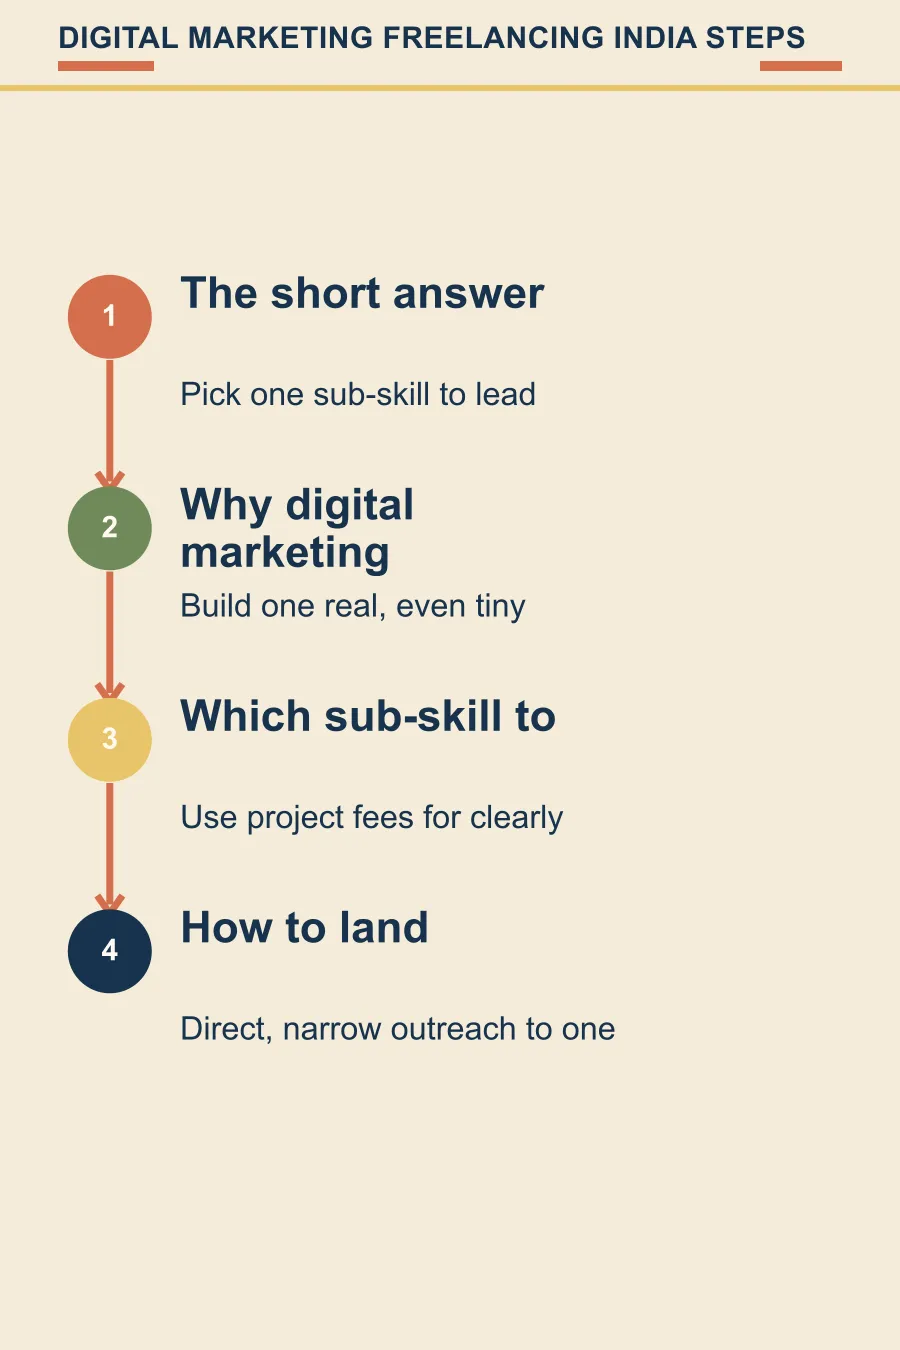 DIGITAL MARKETING FREELANCING INDIA STEPS
1
The short answer
Pick one sub-skill to lead
2
Why digital
marketing
Build one real, even tiny
3
Which sub-skill to
Use project fees for clearly
4
How to land
Direct, narrow outreach to one